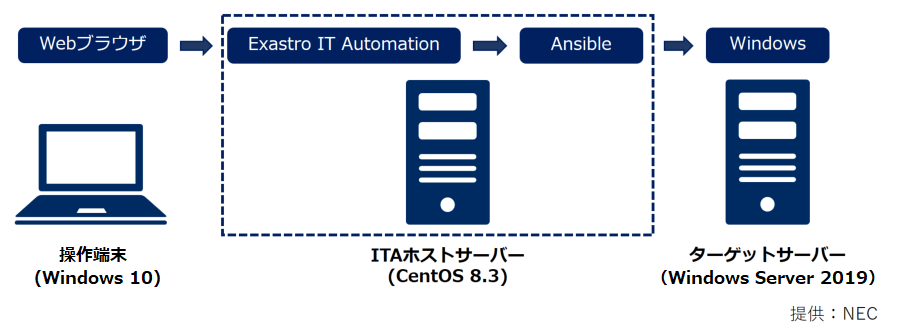 Webブラウザ
Exastro IT Automation
Ansible
Windows
操作端末
(Windows 10)
ITAホストサーバー
(CentOS 8.3)
ターゲットサーバー
（Windows Server 2019）
提供：NEC